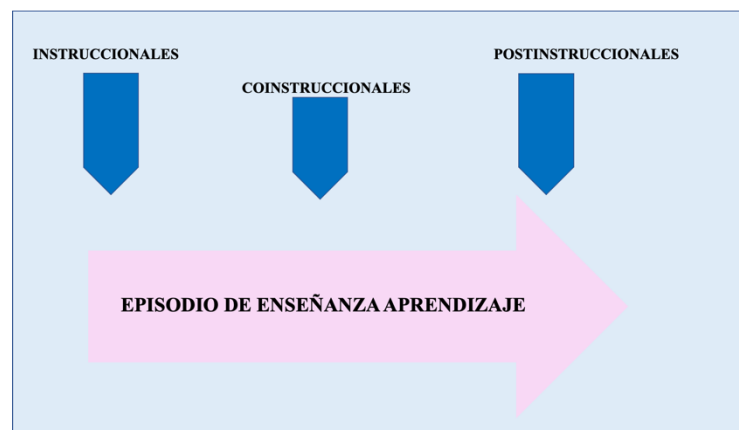 INSTRUCCIONALES
COINSTRUCCIONALES
POSTINSTRUCCIONALES
EPISODIO DE ENSEÑANZA APRENDIZAJE